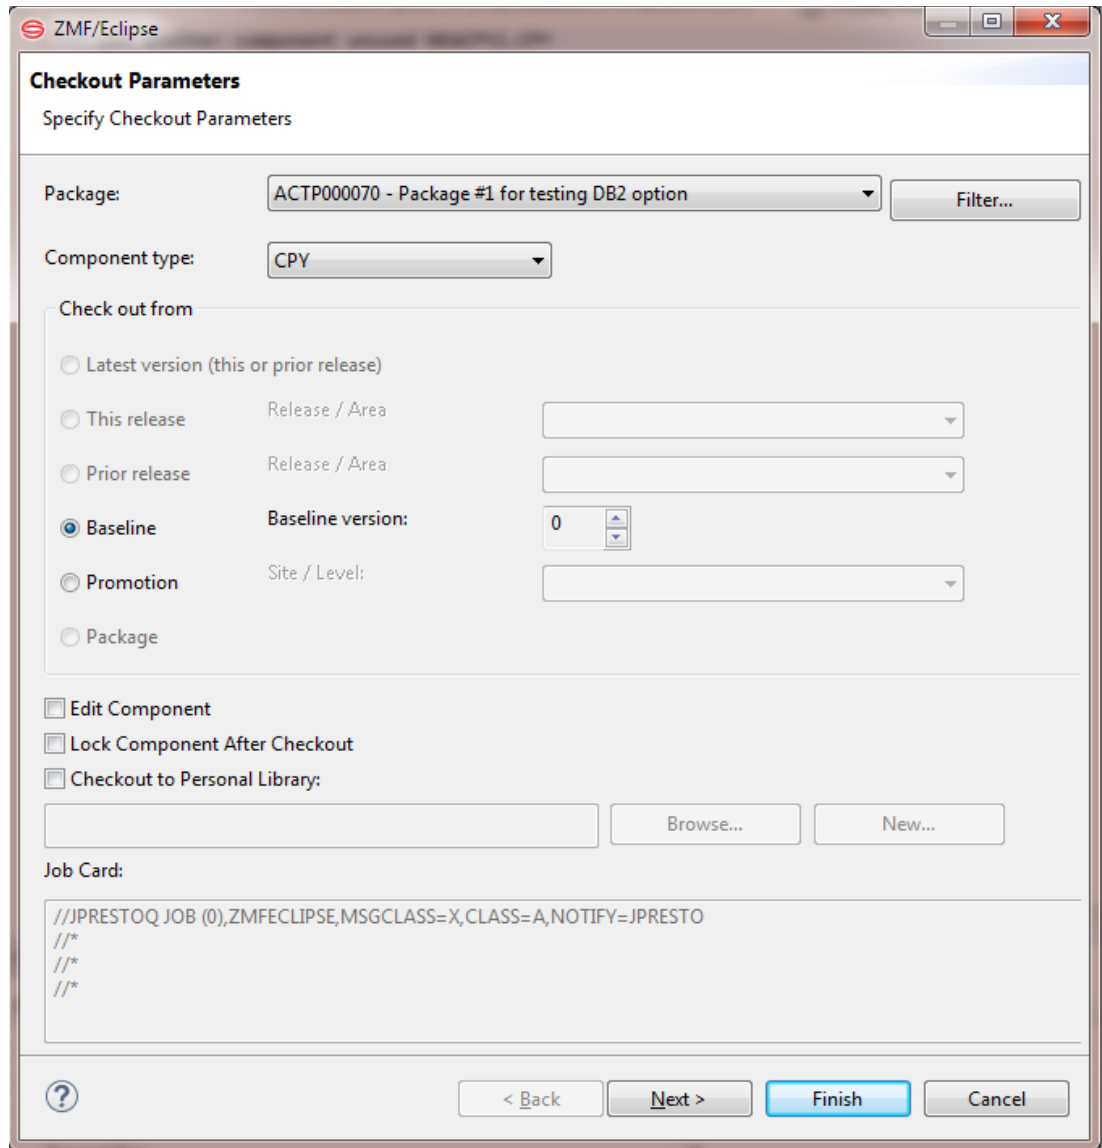 ZMF/Eclipse
Checkout Parameters
Specify Checkout Parameters
Package: ACTP000070 - Package #1 for testing DB2 option Filter...
Component type: CPY
Check out from
Latest version (this or prior release)
This release Release / Area
Prior release Release / Area
Baseline Baseline version: 0
Promotion Site / Level:
Package
Edit Component
Lock Component After Checkout
Checkout to Personal Library:
Browse... New...
Job Card:
//JPRESTOQ JOB (0),ZMFECLIPSE,MSGCLASS=X,CLASS=A,NOTIFY=JPRESTO
//*
//*
//*
? < Back Next > Finish Cancel